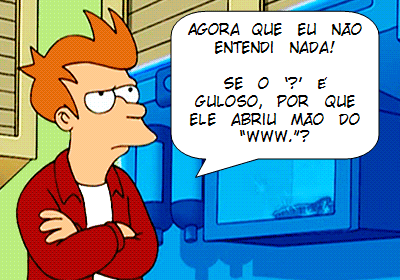 AGORA QUE EU NÃO
ENTENDI NADA!
SE O '?' É
GULOSO, POR QUE
ELE ABRIU MÃO DO
"WWW."?